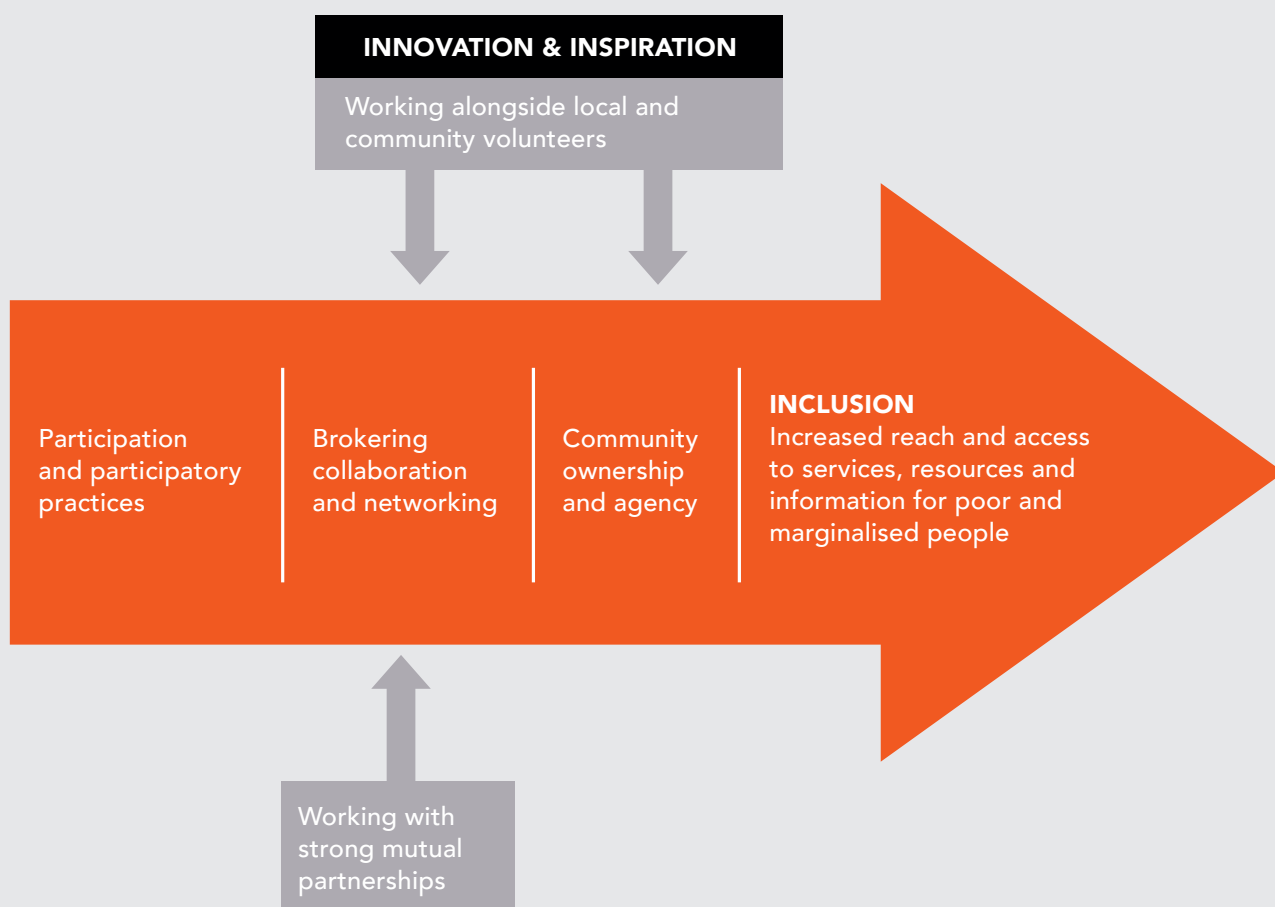 INNOVATION & INSPIRATION
Working alongside local and
community volunteers
Participation
and participatory
practices
Brokering
collaboration
and networking
Community
ownership
and agency
INCLUSION
Increased reach and access
to services, resources and
information for poor and
marginalised people
Working with
strong mutual
partnerships